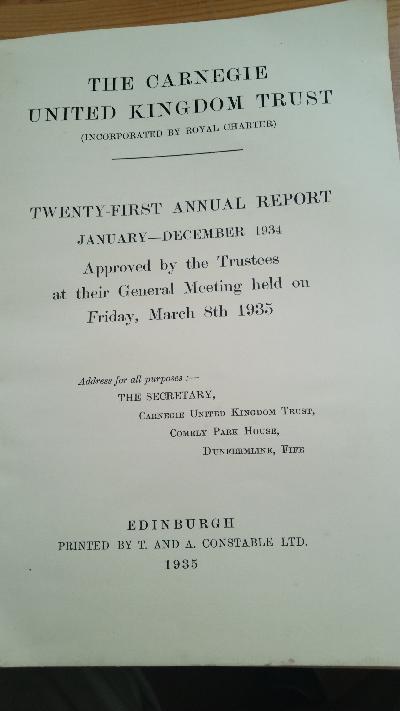 THE CARNEGIE
UNITED KINGDOM TRUST
(INCORPORATED BY ROYAL CHARTER)
TWENTY-FIRST ANNUAL REPORT
JANUARY—DECEMBER 1934
Approved by the Trustees
at their General Meeting held on
Friday, March 8th 1935
Address for all purposes:—
THE SECRETARY,
CARNEGIE UNITED KINGDOM TRUST,
COMELY PARK HOUSE,
DUNFERMLINE, FIFE
EDINBURGH
PRINTED BY T. AND A. CONSTABLE LTD.
1935